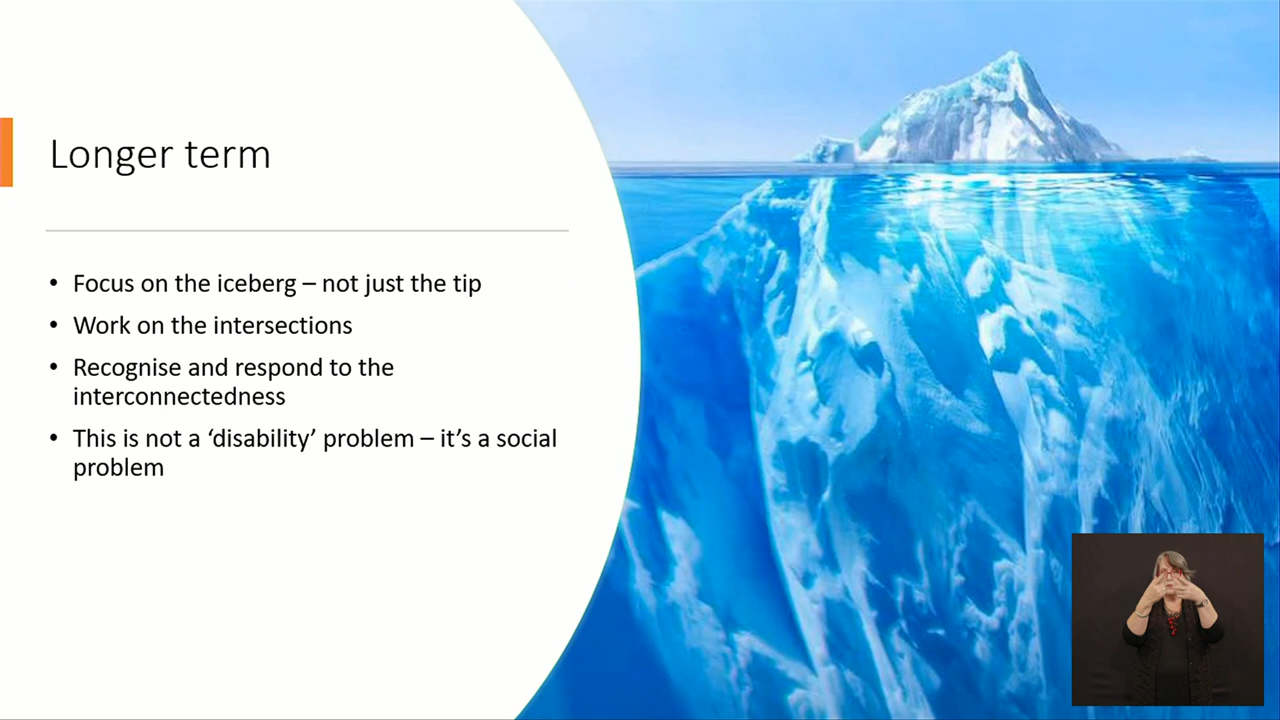 Longer term
• Focus on the iceberg – not just the tip
• Work on the intersections
• Recognise and respond to the
interconnectedness
• This is not a ‘disability’ problem – it’s a social
problem